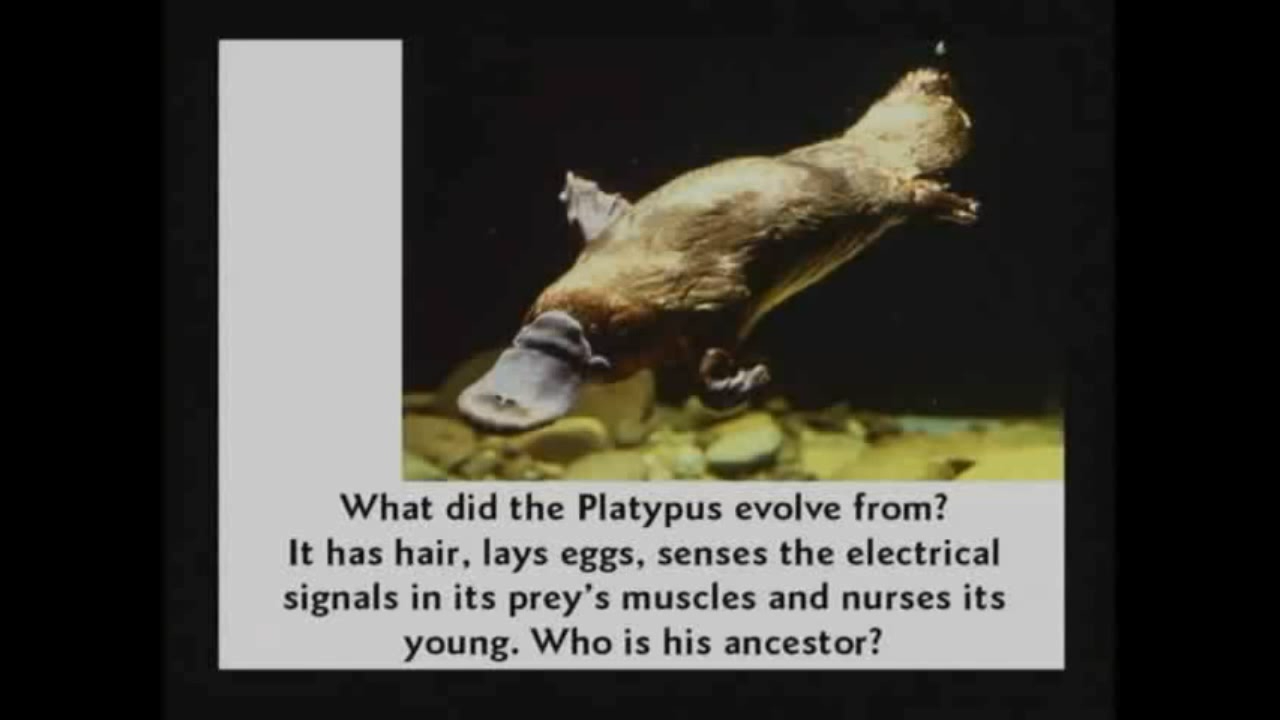 What did the Platypus evolve from?
It has hair, lays eggs, senses the electrical
signals in its prey's muscles and nurses its
young. Who is his ancestor?